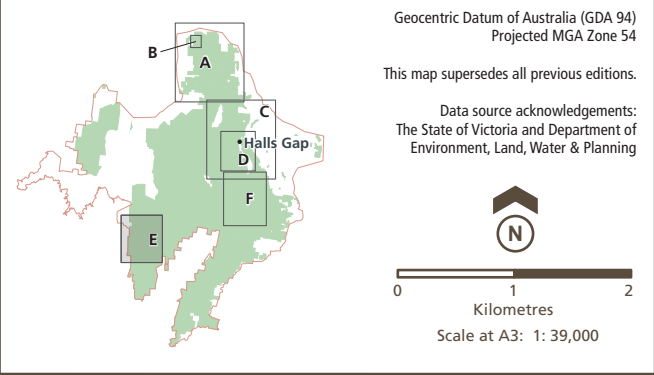 Geocentric Datum of Australia (GDA 94)
Projected MGA Zone 54
This map supersedes all previous editions.
Data source acknowledgements:
The State of Victoria and Department of
Environment, Land, Water & Planning
B
A
C
Halls Gap
D
F
E
N
0 1 2
Kilometres
Scale at A3: 1: 39,000